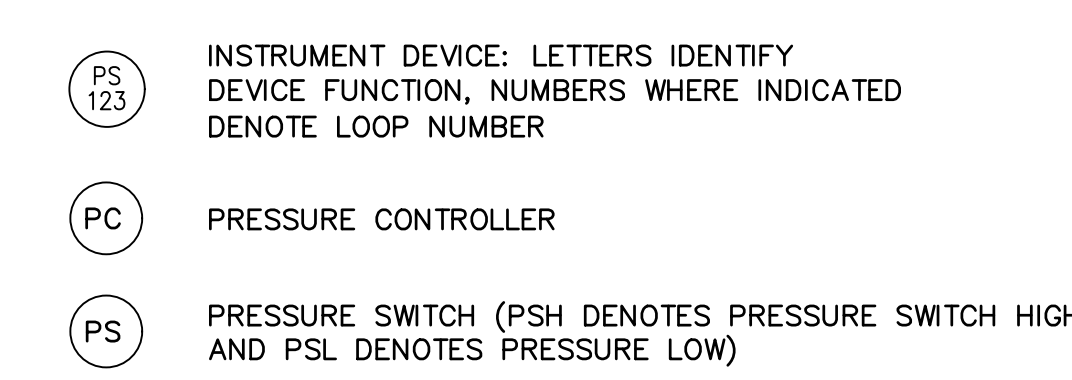 PS
123
INSTRUMENT DEVICE: LETTERS IDENTIFY
DEVICE FUNCTION, NUMBERS WHERE INDICATED
DENOTE LOOP NUMBER
PC
PRESSURE CONTROLLER
PS
PRESSURE SWITCH (PSH DENOTES PRESSURE SWITCH HIGH
AND PSL DENOTES PRESSURE LOW)